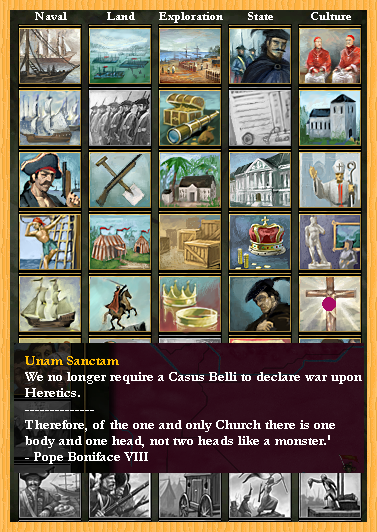 Naval Land Exploration State Culture
Unam Sanctam
We no longer require a Casus Belli to declare war upon
Heretics.
--------------
Therefore, of the one and only Church there is one
body and one head, not two heads like a monster.'
- Pope Boniface VIII